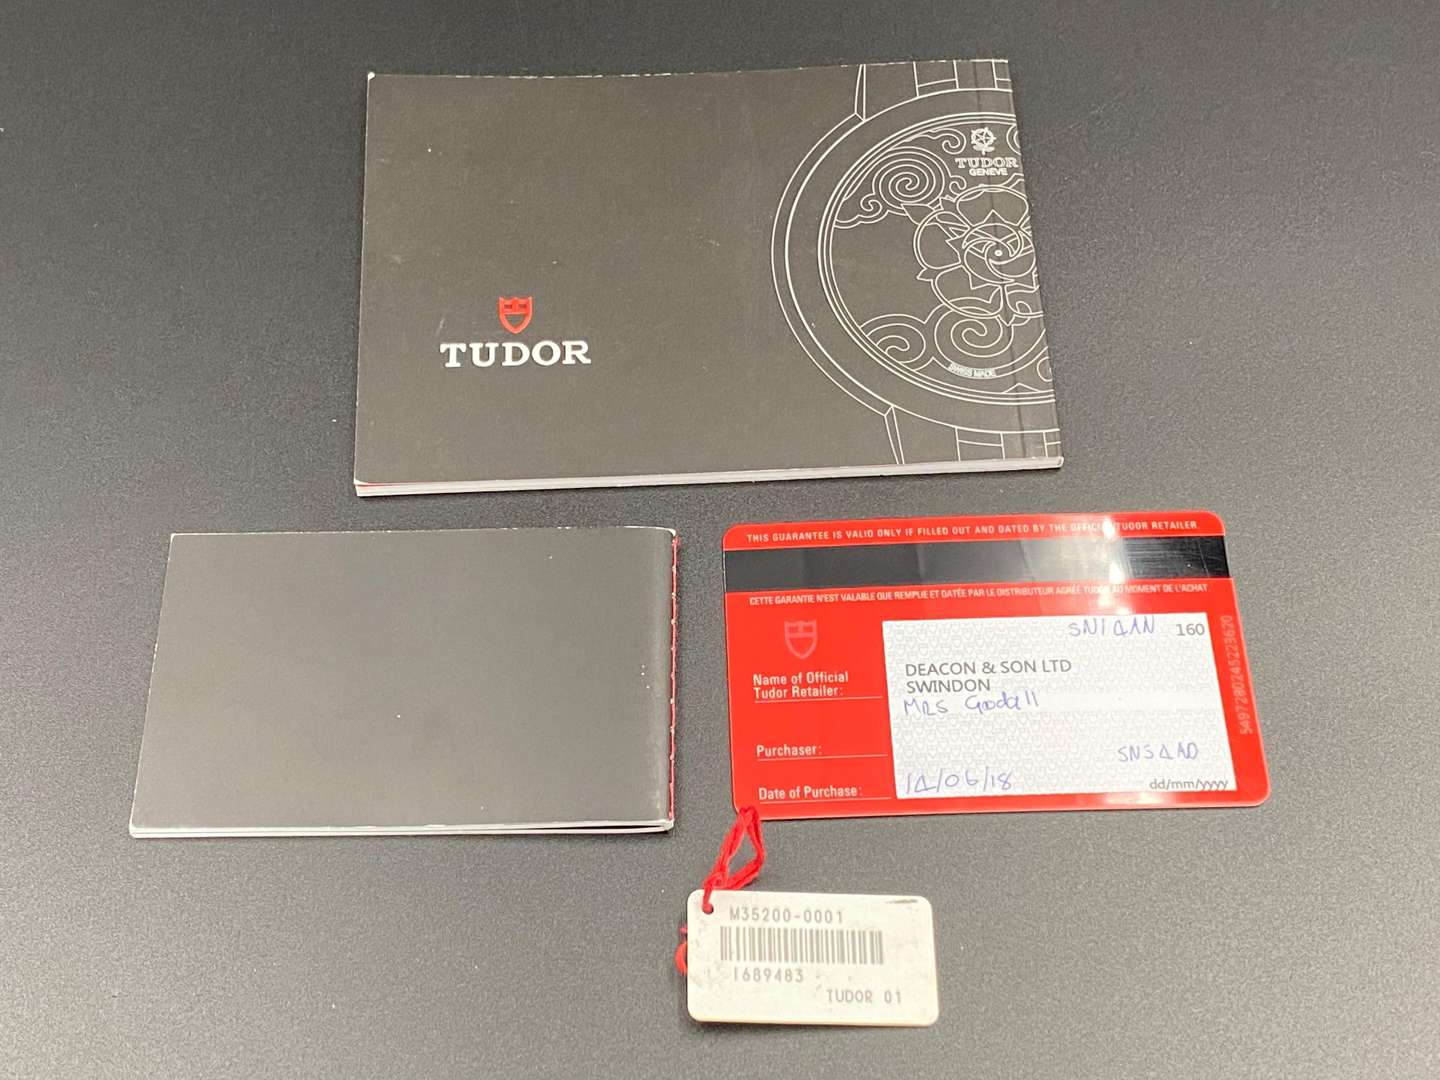 TUDOR
GENEVE
SWISS MADE
TUDOR
THIS GUARANTEE IS VALID ONLY IF FILLED OUT AND DATED BY THE OFFICIAL TUDOR RETAILER
CETTE GARANTIE N'EST VALABLE QUE REMPLIE ET DATÉE PAR LE DISTRIBUTEUR AGRÉÉ TUDOR AU MOMENT DE L'ACHAT
160
DEACON & SON LTD
SWINDON
Name of Official
Tudor Retailer:
Mrs Goodall
Purchaser:
Date of Purchase:
14/06/18
dd/mm/yyyy
5497280245223620
M35200-0001
I689483
TUDOR 01